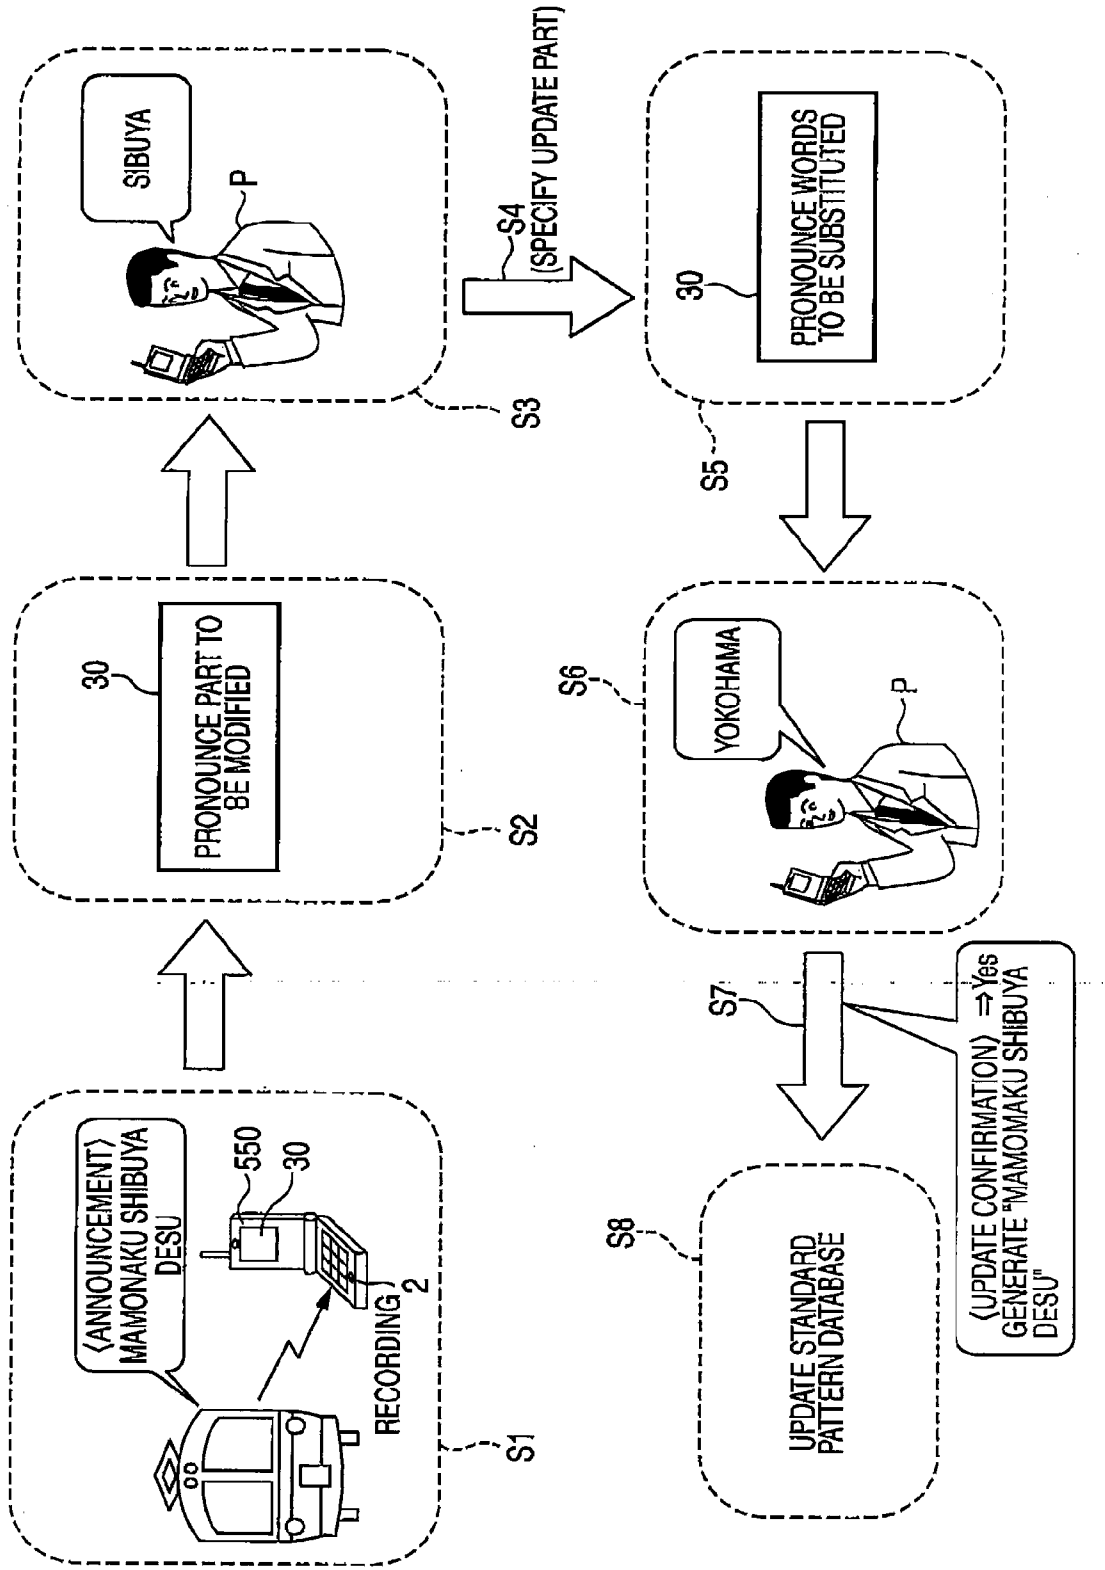 〈ANNOUNCEMENT〉
MAMONAKU SHIBUYA
DESU
550
30
2
RECORDING
S1
30
PRONOUNCE PART TO
BE MODIFIED
S2
SIBUYA
P
S3
S4
(SPECIFY UPDATE PART)
30
PRONOUNCE WORDS
TO BE SUBSTITUTED
S5
S6
YOKOHAMA
P
S7
〈UPDATE CONFIRMATION〉 ⇒Yes
GENERATE "MAMOMAKU SHIBUYA
DESU"
S8
UPDATE STANDARD
PATTERN DATABASE